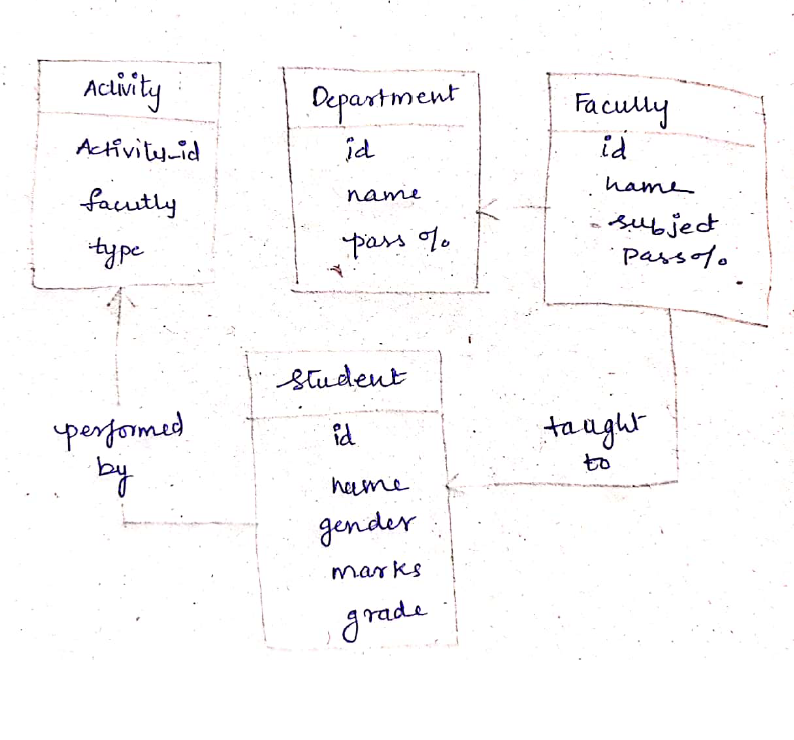 Activity
Activity_id
facutly
type
Department
id
name
pass %
Faculty
id
name
subject
Pass%
performed
by
student
id
name
gender
marks
grade
taught
to